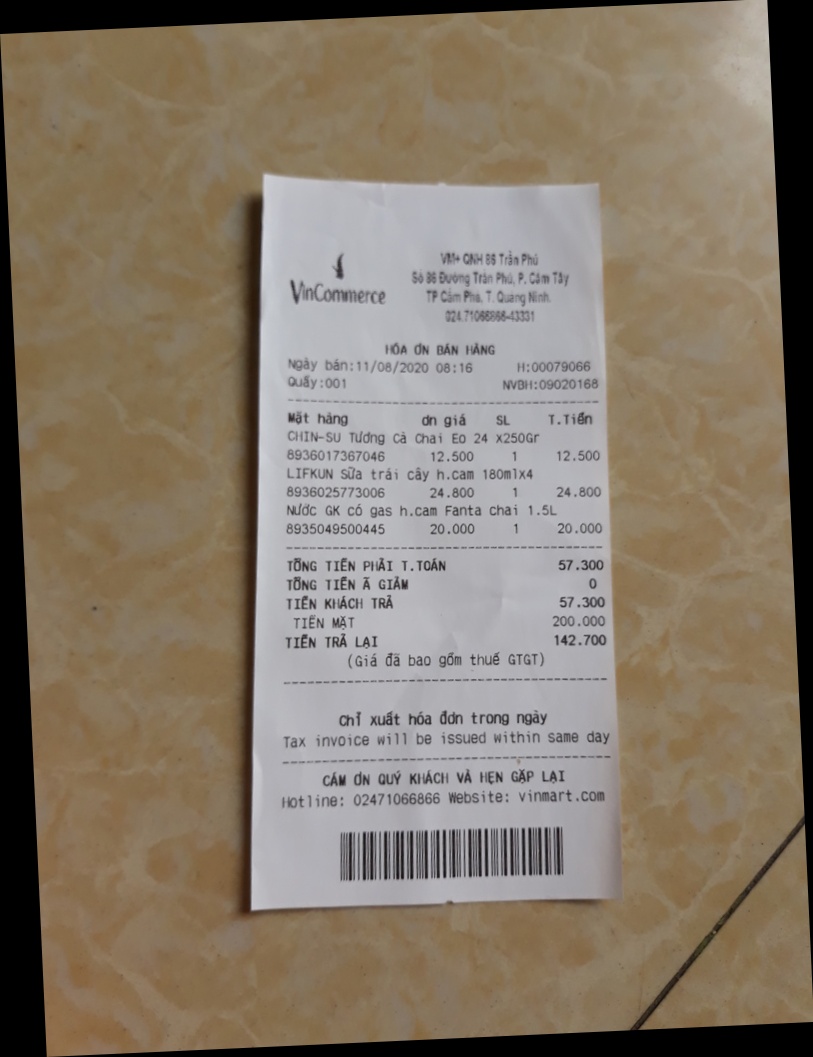 VinCommerce
VM+ QNH 86 Trần Phú
Số 86 Đường Trần Phú, P. Cẩm Tây
TP Cẩm Phả, T. Quảng Ninh.
024.71066866-43331
HÓA ƠN BÁN HÀNG
Ngày bán:11/08/2020 08:16 H:00079066
Quầy:001 NVBH:09020168
Mặt hàng ơn giá SL T.Tiền
CHIN-SU Tương Cà Chai Eo 24 x250Gr
8936017367046 12.500 1 12.500
LIFKUN Sữa trái cây h.cam 180mlx4
8936025773006 24.800 1 24.800
Nước GK có gas h.cam Fanta chai 1.5L
8935049500445 20.000 1 20.000
TỔNG TIỀN PHẢI T.TOÁN 57.300
TỔNG TIỀN Ã GIẢM 0
TIỀN KHÁCH TRẢ 57.300
TIỀN MẶT 200.000
TIỀN TRẢ LẠI 142.700
(Giá đã bao gồm thuế GTGT)
Chỉ xuất hóa đơn trong ngày
Tax invoice will be issued within same day
CẢM ƠN QUÝ KHÁCH VÀ HẸN GẶP LẠI
Hotline: 02471066866 Website: vinmart.com